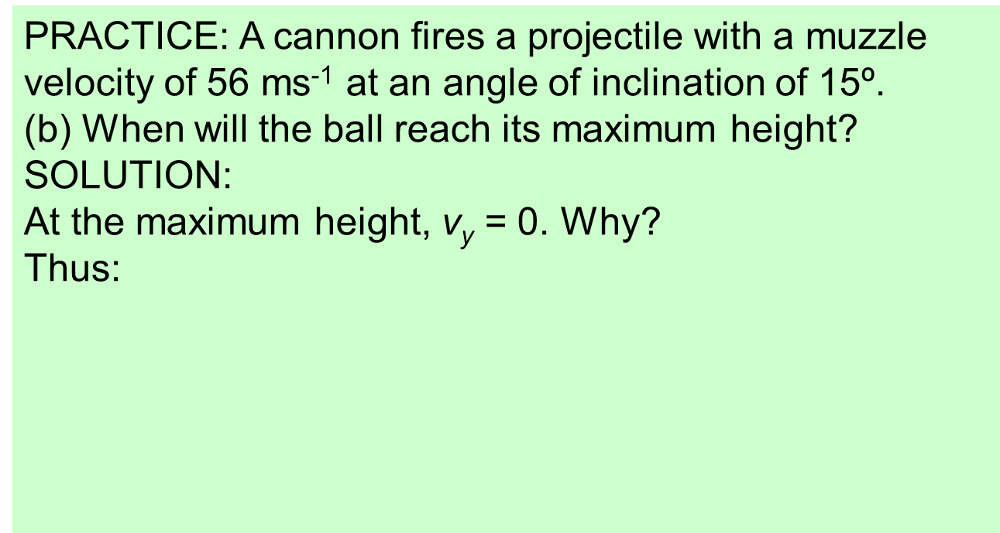 PRACTICE: A cannon fires a projectile with a muzzle
velocity of 56 ms⁻¹ at an angle of inclination of 15º.
(b) When will the ball reach its maximum height?
SOLUTION:
At the maximum height, vy = 0. Why?
Thus: